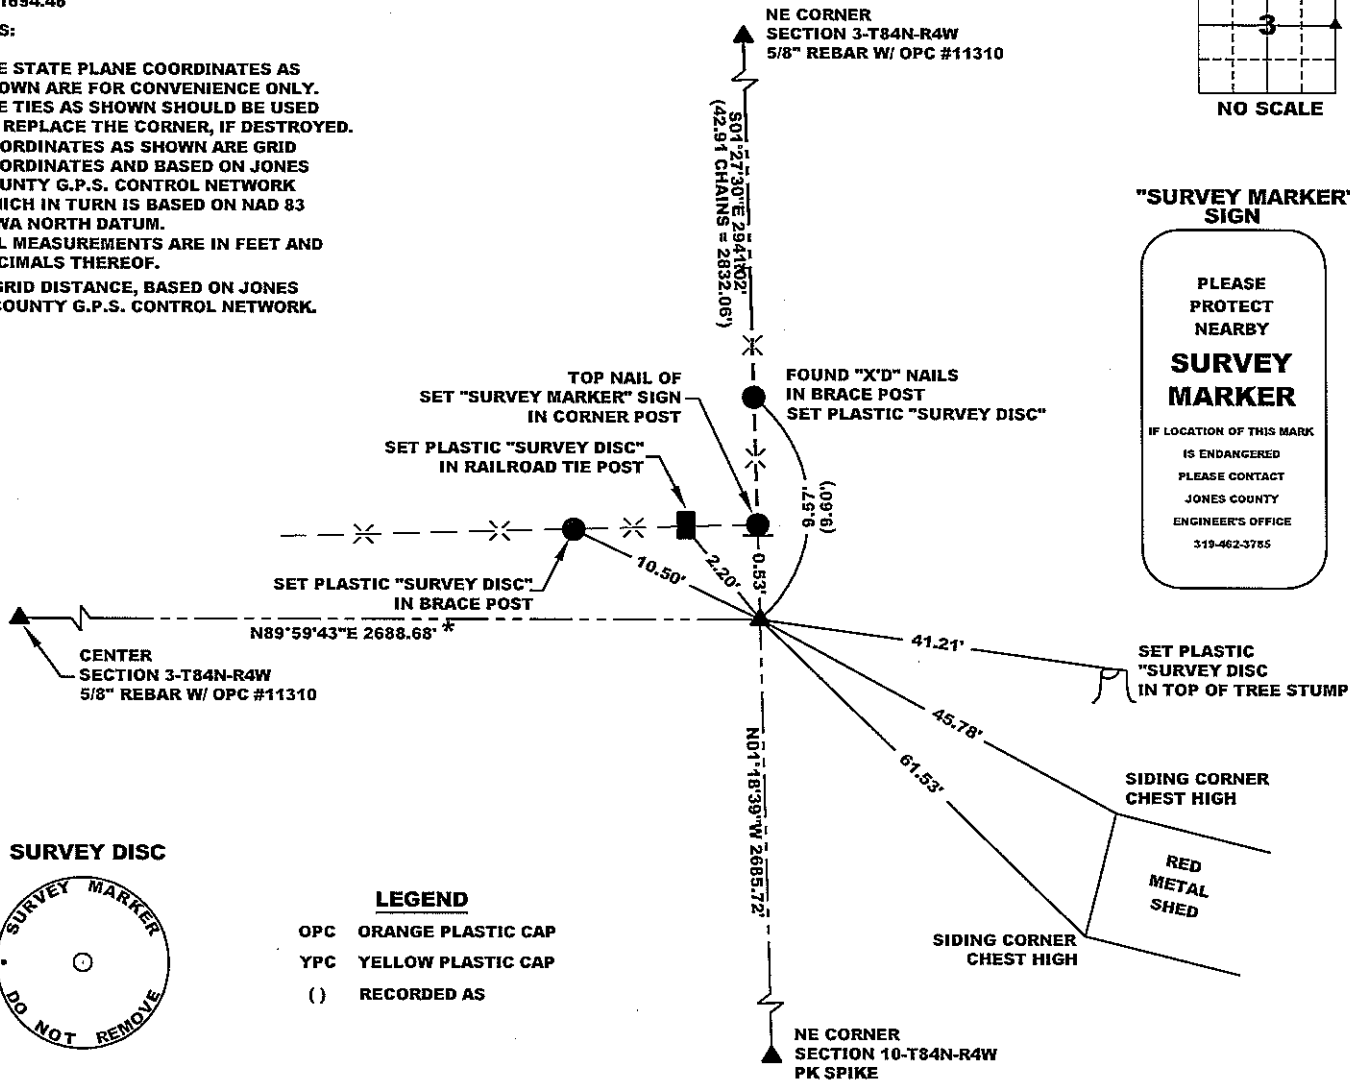 1694.46
S:
E STATE PLANE COORDINATES AS
OWN ARE FOR CONVENIENCE ONLY.
E TIES AS SHOWN SHOULD BE USED
REPLACE THE CORNER, IF DESTROYED.
ORDINATES AS SHOWN ARE GRID
ORDINATES AND BASED ON JONES
UNTY G.P.S. CONTROL NETWORK
ICH IN TURN IS BASED ON NAD 83
WA NORTH DATUM.
L MEASUREMENTS ARE IN FEET AND
CIMALS THEREOF.
GRID DISTANCE, BASED ON JONES
COUNTY G.P.S. CONTROL NETWORK.
NE CORNER
SECTION 3-T84N-R4W
5/8" REBAR W/ OPC #11310
3
NO SCALE
S01°27'30"E 2941.02'
(42.91 CHAINS = 2832.06')
"SURVEY MARKER"
SIGN
PLEASE
PROTECT
NEARBY
SURVEY
MARKER
IF LOCATION OF THIS MARK
IS ENDANGERED
PLEASE CONTACT
JONES COUNTY
ENGINEER'S OFFICE
319-462-3785
TOP NAIL OF
SET "SURVEY MARKER" SIGN
IN CORNER POST
FOUND "X'D" NAILS
IN BRACE POST
SET PLASTIC "SURVEY DISC"
SET PLASTIC "SURVEY DISC"
IN RAILROAD TIE POST
(9.60')
9.57'
10.50'
2.20'
0.53'
SET PLASTIC "SURVEY DISC"
IN BRACE POST
N89°59'43"E 2688.68' *
CENTER
SECTION 3-T84N-R4W
5/8" REBAR W/ OPC #11310
41.21'
SET PLASTIC
"SURVEY DISC
IN TOP OF TREE STUMP
45.78'
61.53'
N01°18'39"W 2685.72'
SIDING CORNER
CHEST HIGH
RED
METAL
SHED
SIDING CORNER
CHEST HIGH
SURVEY DISC
SURVEY MARKER
DO NOT REMOVE
LEGEND
OPC ORANGE PLASTIC CAP
YPC YELLOW PLASTIC CAP
( ) RECORDED AS
NE CORNER
SECTION 10-T84N-R4W
PK SPIKE